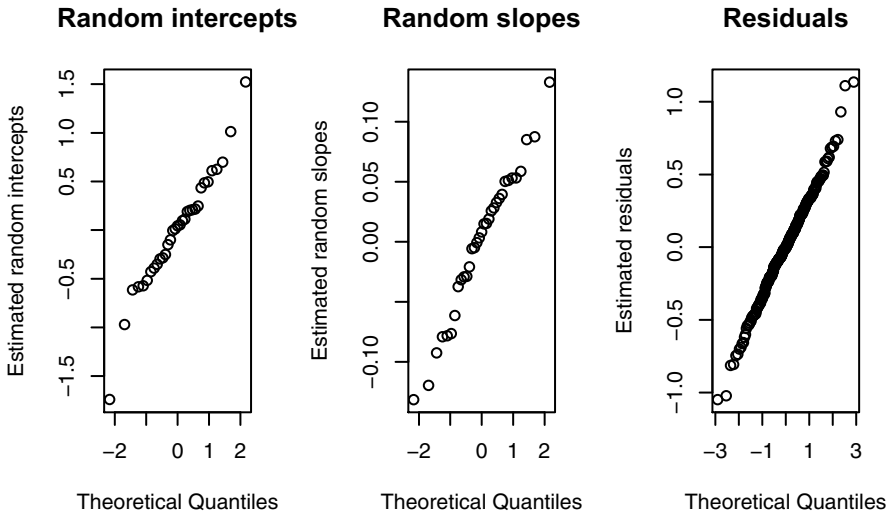 Random intercepts
Random slopes
Residuals
Estimated random intercepts
1.5
1.0
0.5
−0.5
−1.5
−2
0
1
2
Theoretical Quantiles
Estimated random slopes
0.10
0.05
0.00
−0.10
−2
0
1
2
Theoretical Quantiles
Estimated residuals
1.0
0.5
0.0
−0.5
−1.0
−3
−1
1
3
Theoretical Quantiles